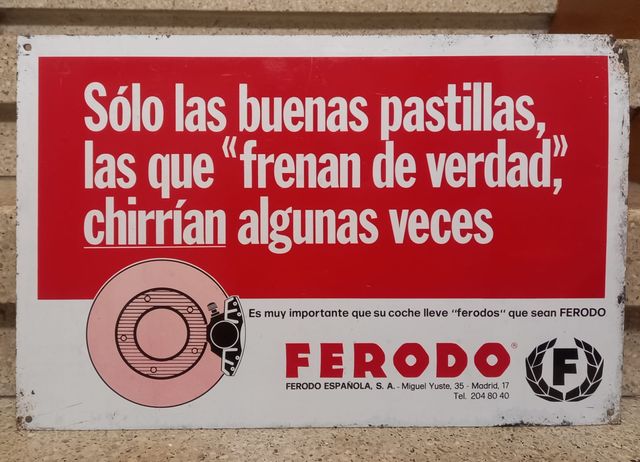 Sólo las buenas pastillas,
las que «frenan de verdad»,
chirrían algunas veces
Es muy importante que su coche lleve "ferodos" que sean FERODO
FERODO®
F
FERODO ESPAÑOLA, S. A. - Miguel Yuste, 35 - Madrid, 17
Tel. 204 80 40